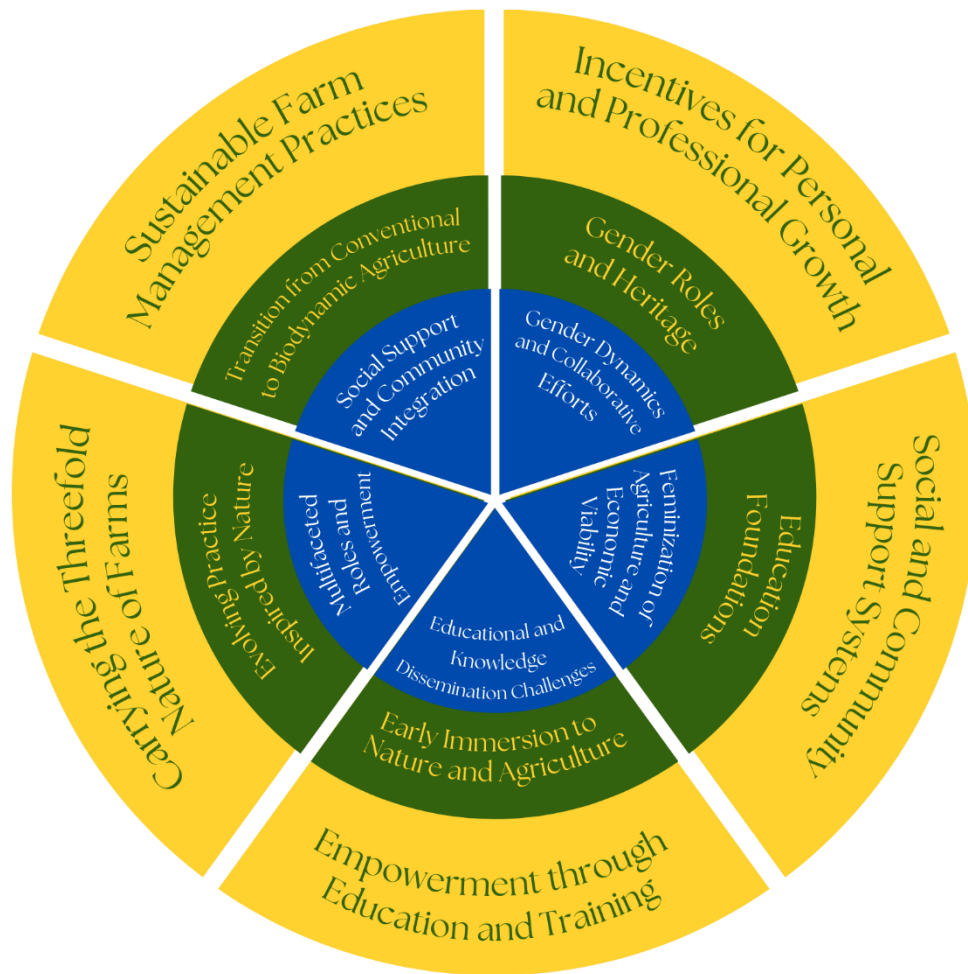 Sustainable Farm
Management Practices
Incentives for Personal
and Professional Growth
Transition from Conventional
to Biodynamic Agriculture
Gender Roles
and Heritage
Social Support
and Community
Integration
Gender Dynamics
and Collaborative
Efforts
Carrying the Threefold
Nature of Farms
Evolving Practice
Inspired by Nature
Multifaceted
Roles and
Empowerment
Feminization of
Agriculture and
Economic
Viability
Education
Foundations
Social and Community
Support Systems
Educational and
Knowledge
Dissemination Challenges
Early Immersion to
Nature and Agriculture
Empowerment through
Education and Training